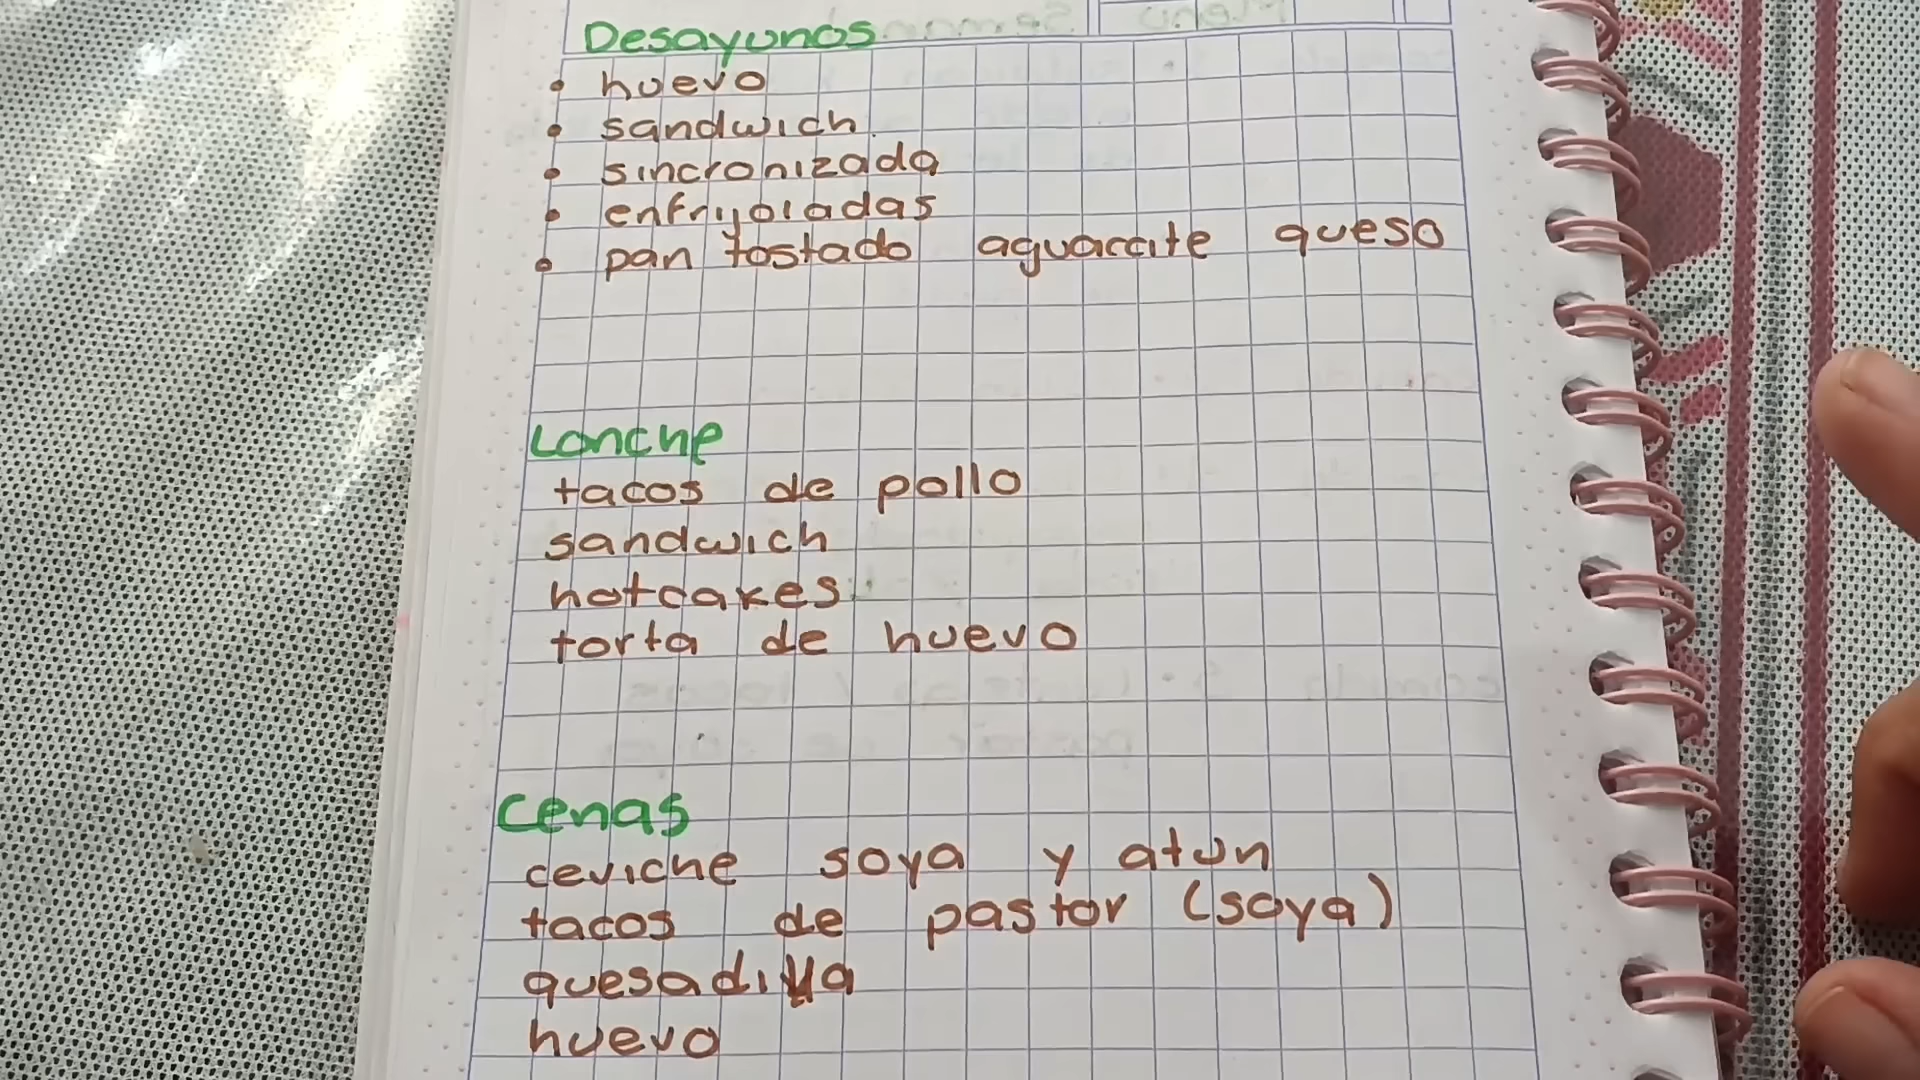 Desayunos
• huevo
• sandwich
• sincronizada
• enfrijoladas
• pan tostado aguacate queso
Lonche
tacos de pollo
sandwich
hotcakes
torta de huevo
Cenas
ceviche soya y atun
tacos de pastor (soya)
quesadilla
huevo